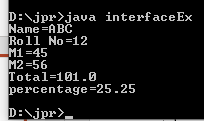 D:\jpr>java interfaceEx
Name=ABC
Roll No=12
M1=45
M2=56
Total=101.0
percentage=25.25
D:\jpr>_